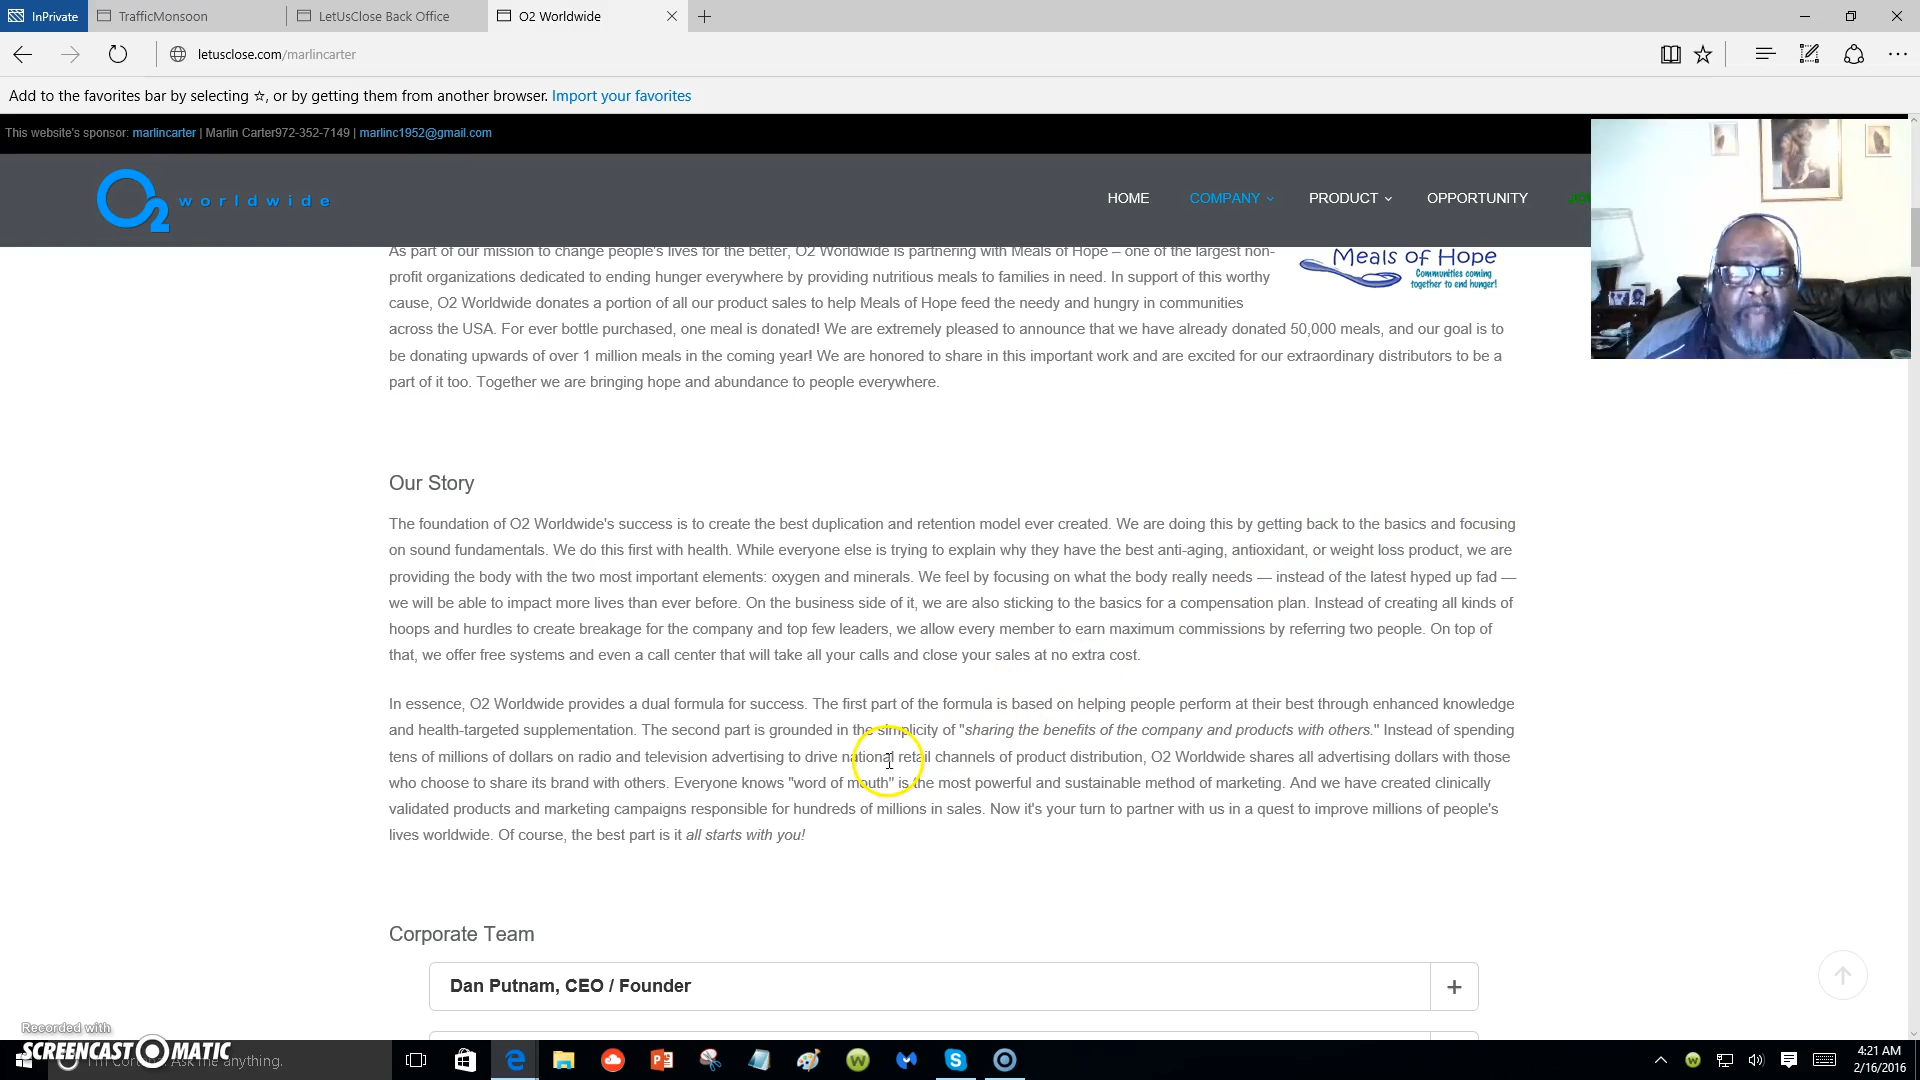 InPrivate
TrafficMonsoon
LetUsClose Back Office
O2 Worldwide
letusclose.com/marlincarter
Add to the favorites bar by selecting ☆, or by getting them from another browser. Import your favorites
This website's sponsor: marlincarter | Marlin Carter972-352-7149 | marlinc1952@gmail.com
O2 worldwide
HOME
COMPANY
PRODUCT
OPPORTUNITY
As part of our mission to change people's lives for the better, O2 Worldwide is partnering with Meals of Hope – one of the largest non-
profit organizations dedicated to ending hunger everywhere by providing nutritious meals to families in need. In support of this worthy
cause, O2 Worldwide donates a portion of all our product sales to help Meals of Hope feed the needy and hungry in communities
across the USA. For ever bottle purchased, one meal is donated! We are extremely pleased to announce that we have already donated 50,000 meals, and our goal is to
be donating upwards of over 1 million meals in the coming year! We are honored to share in this important work and are excited for our extraordinary distributors to be a
part of it too. Together we are bringing hope and abundance to people everywhere.
Meals of Hope
Communities coming
together to end hunger!
Our Story
The foundation of O2 Worldwide's success is to create the best duplication and retention model ever created. We are doing this by getting back to the basics and focusing
on sound fundamentals. We do this first with health. While everyone else is trying to explain why they have the best anti-aging, antioxidant, or weight loss product, we are
providing the body with the two most important elements: oxygen and minerals. We feel by focusing on what the body really needs — instead of the latest hyped up fad —
we will be able to impact more lives than ever before. On the business side of it, we are also sticking to the basics for a compensation plan. Instead of creating all kinds of
hoops and hurdles to create breakage for the company and top few leaders, we allow every member to earn maximum commissions by referring two people. On top of
that, we offer free systems and even a call center that will take all your calls and close your sales at no extra cost.
In essence, O2 Worldwide provides a dual formula for success. The first part of the formula is based on helping people perform at their best through enhanced knowledge
and health-targeted supplementation. The second part is grounded in the simplicity of "sharing the benefits of the company and products with others." Instead of spending
tens of millions of dollars on radio and television advertising to drive national retail channels of product distribution, O2 Worldwide shares all advertising dollars with those
who choose to share its brand with others. Everyone knows "word of mouth" is the most powerful and sustainable method of marketing. And we have created clinically
validated products and marketing campaigns responsible for hundreds of millions in sales. Now it's your turn to partner with us in a quest to improve millions of people's
lives worldwide. Of course, the best part is it all starts with you!
Corporate Team
Dan Putnam, CEO / Founder
Recorded with
SCREENCAST O MATIC
Ask me anything.
4:21 AM
2/16/2016